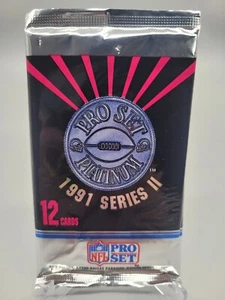 PRO SET
PLATINUM
1991 SERIES II
12 CARDS
NFL PRO
SET